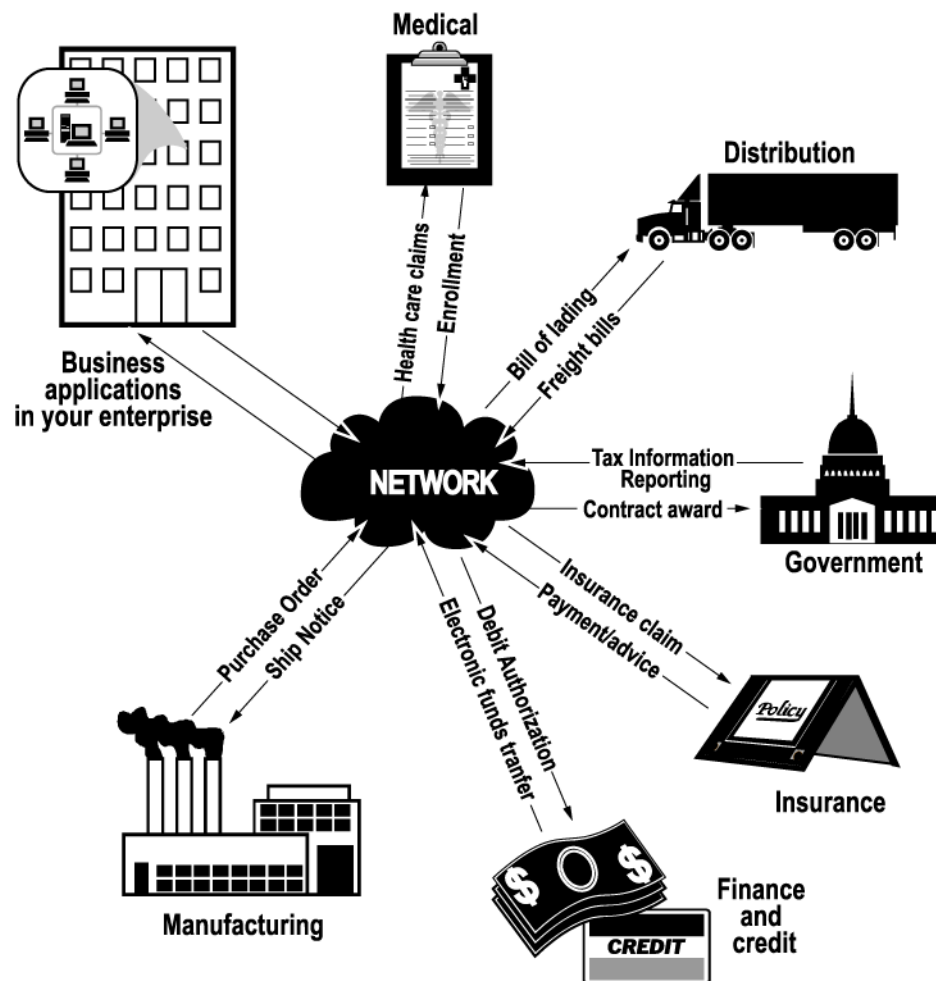 Medical
Distribution
Health care claims
Enrollment
Bill of lading
Freight bills
Business
applications
in your enterprise
NETWORK
Tax Information
Reporting
Contract award
Government
Purchase Order
Ship Notice
Electronic funds tranfer
Debit Authorization
Insurance claim
Payment/advice
Policy
Insurance
Manufacturing
$
$
CREDIT
Finance
and
credit